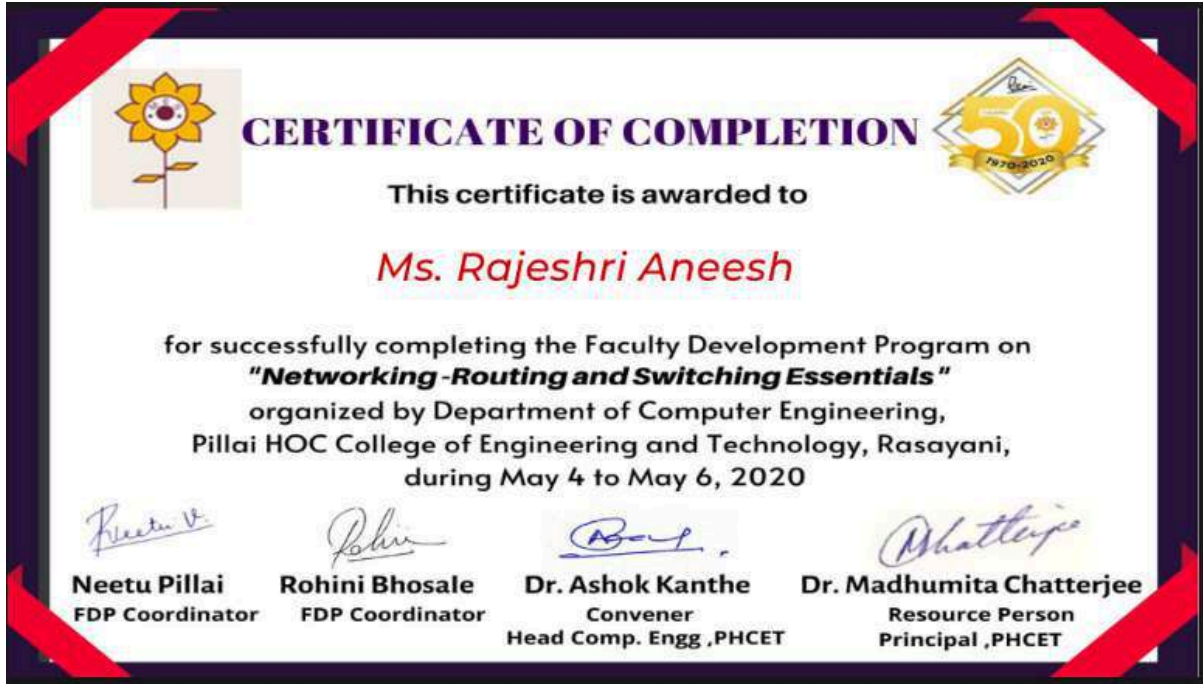 CERTIFICATE OF COMPLETION
50
1970-2020
This certificate is awarded to
Ms. Rajeshri Aneesh
for successfully completing the Faculty Development Program on
"Networking -Routing and Switching Essentials"
organized by Department of Computer Engineering,
Pillai HOC College of Engineering and Technology, Rasayani,
during May 4 to May 6, 2020
Neetu Pillai Rohini Bhosale Dr. Ashok Kanthe Dr. Madhumita Chatterjee
FDP Coordinator FDP Coordinator Convener Resource Person
Head Comp. Engg ,PHCET Principal ,PHCET